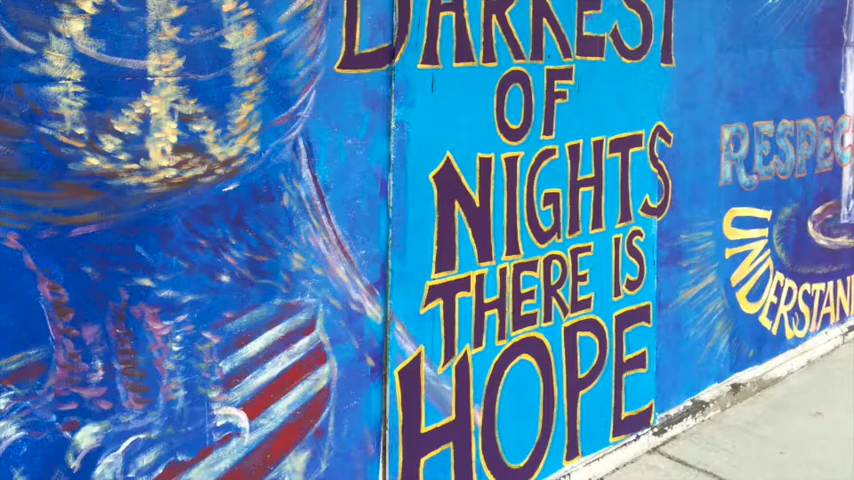 DARKEST
OF
NIGHTS
THERE IS
HOPE
RESPEC
UNDERSTAN